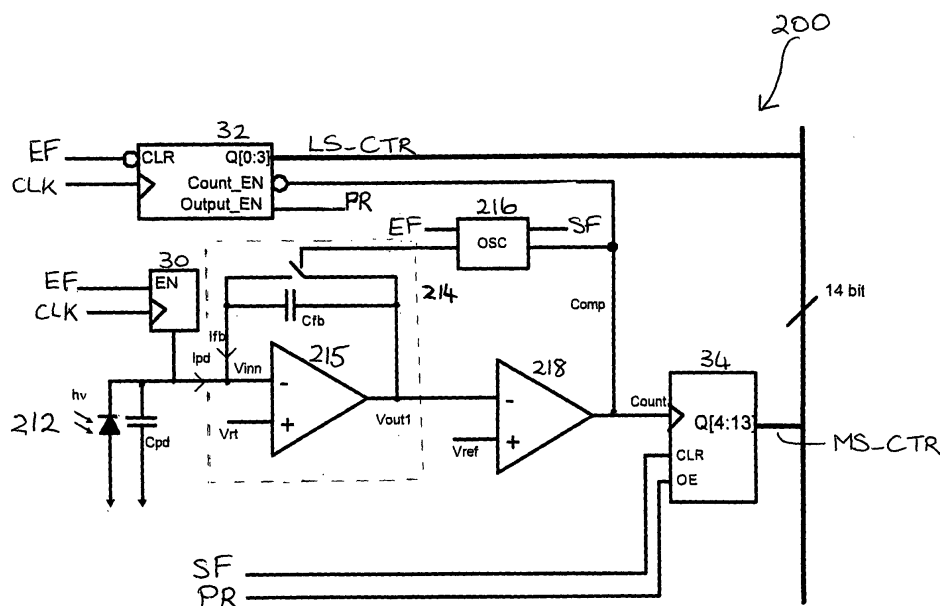 200
32
EF
CLR
Q[0:3]
LS_CTR
CLK
Count_EN
Output_EN
PR
EF
216
SF
OSC
30
EF
EN
CLK
214
Cfb
Comp
14 bit
Ifb
Ipd
Vinn
215
218
34
hν
212
Cpd
Vrt
Vout1
Vref
Count
Q[4:13]
MS_CTR
CLR
OE
SF
PR